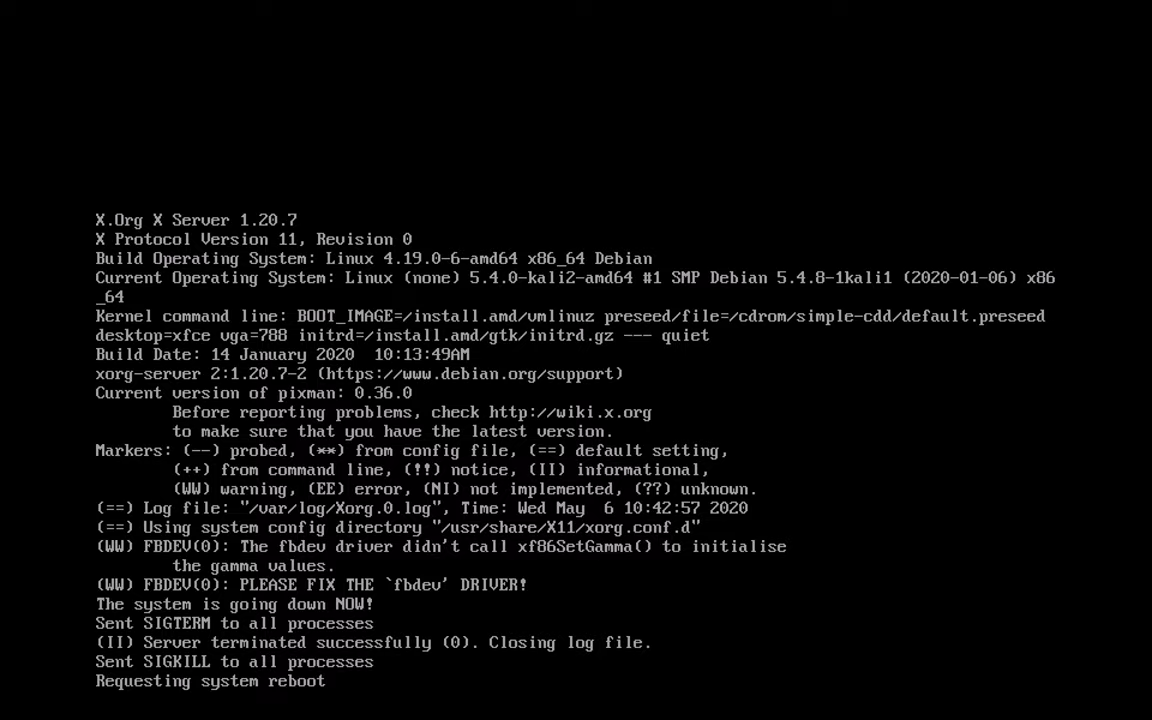 X.Org X Server 1.20.7
X Protocol Version 11, Revision 0
Build Operating System: Linux 4.19.0-6-amd64 x86_64 Debian
Current Operating System: Linux (none) 5.4.0-kali2-amd64 #1 SMP Debian 5.4.8-1kali1 (2020-01-06) x86
_64
Kernel command line: BOOT_IMAGE=/install.amd/vmlinuz preseed/file=/cdrom/simple-cdd/default.preseed
desktop=xfce vga=788 initrd=/install.amd/gtk/initrd.gz --- quiet
Build Date: 14 January 2020  10:13:49AM
xorg-server 2:1.20.7-2 (https://www.debian.org/support)
Current version of pixman: 0.36.0
        Before reporting problems, check http://wiki.x.org
        to make sure that you have the latest version.
Markers: (--) probed, (**) from config file, (==) default setting,
        (++) from command line, (!!) notice, (II) informational,
        (WW) warning, (EE) error, (NI) not implemented, (??) unknown.
(==) Log file: "/var/log/Xorg.0.log", Time: Wed May  6 10:42:57 2020
(==) Using system config directory "/usr/share/X11/xorg.conf.d"
(WW) FBDEV(0): The fbdev driver didn't call xf86SetGamma() to initialise
        the gamma values.
(WW) FBDEV(0): PLEASE FIX THE `fbdev' DRIVER!
The system is going down NOW!
Sent SIGTERM to all processes
(II) Server terminated successfully (0). Closing log file.
Sent SIGKILL to all processes
Requesting system reboot